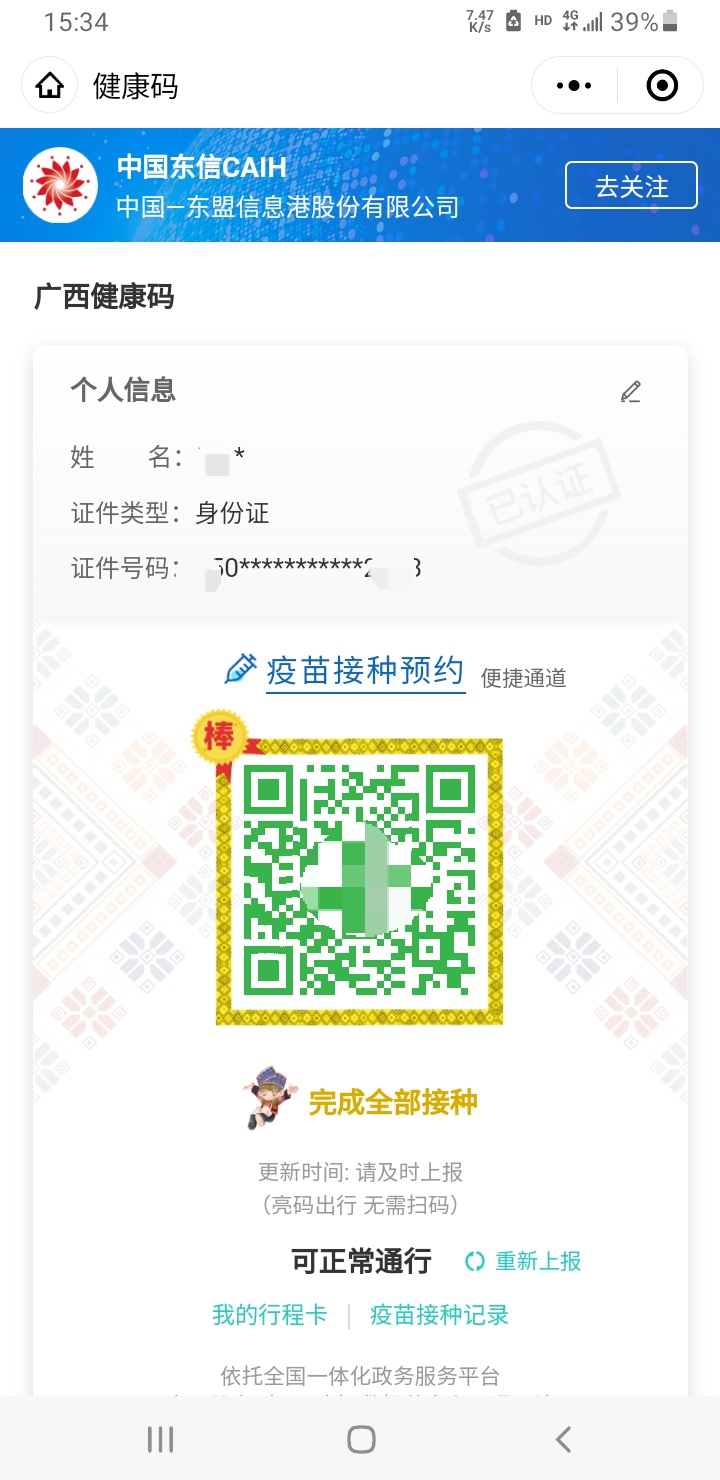 15:34
7.47 K/s HD 4G 39%
健康码
中国东信CAIH
中国—东盟信息港股份有限公司
去关注
广西健康码
个人信息
姓 名: *
已认证
证件类型: 身份证
证件号码: 50***********
疫苗接种预约 便捷通道
棒
完成全部接种
更新时间: 请及时上报
（亮码出行 无需扫码）
可正常通行 重新上报
我的行程卡 | 疫苗接种记录
依托全国一体化政务服务平台